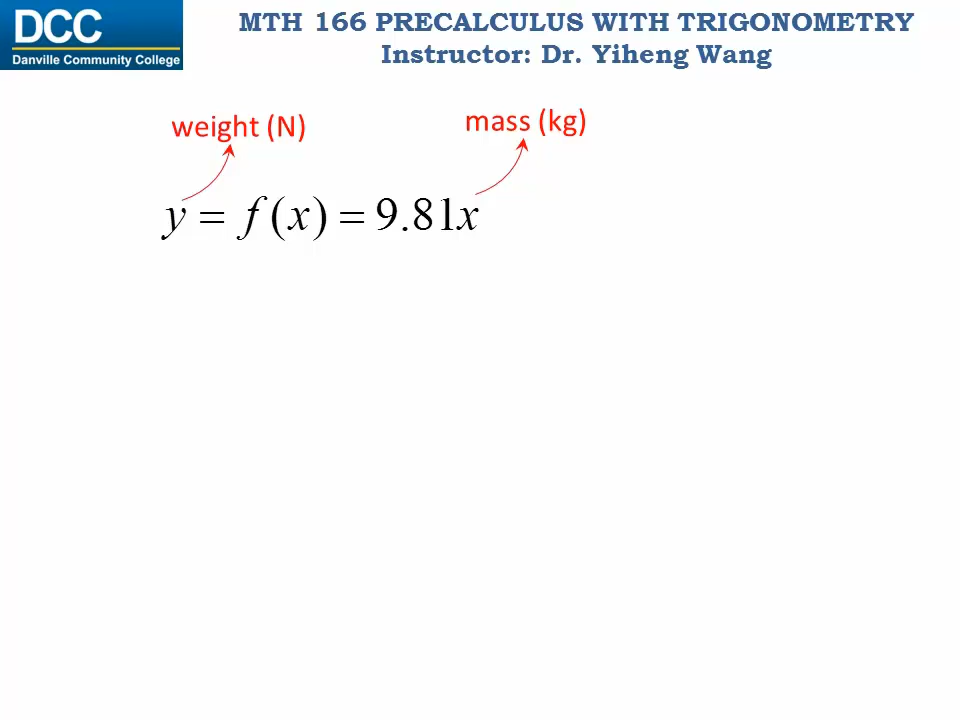 DCC
Danville Community College
MTH 166 PRECALCULUS WITH TRIGONOMETRY
Instructor: Dr. Yiheng Wang
weight (N)
mass (kg)
y = f(x) = 9.81x